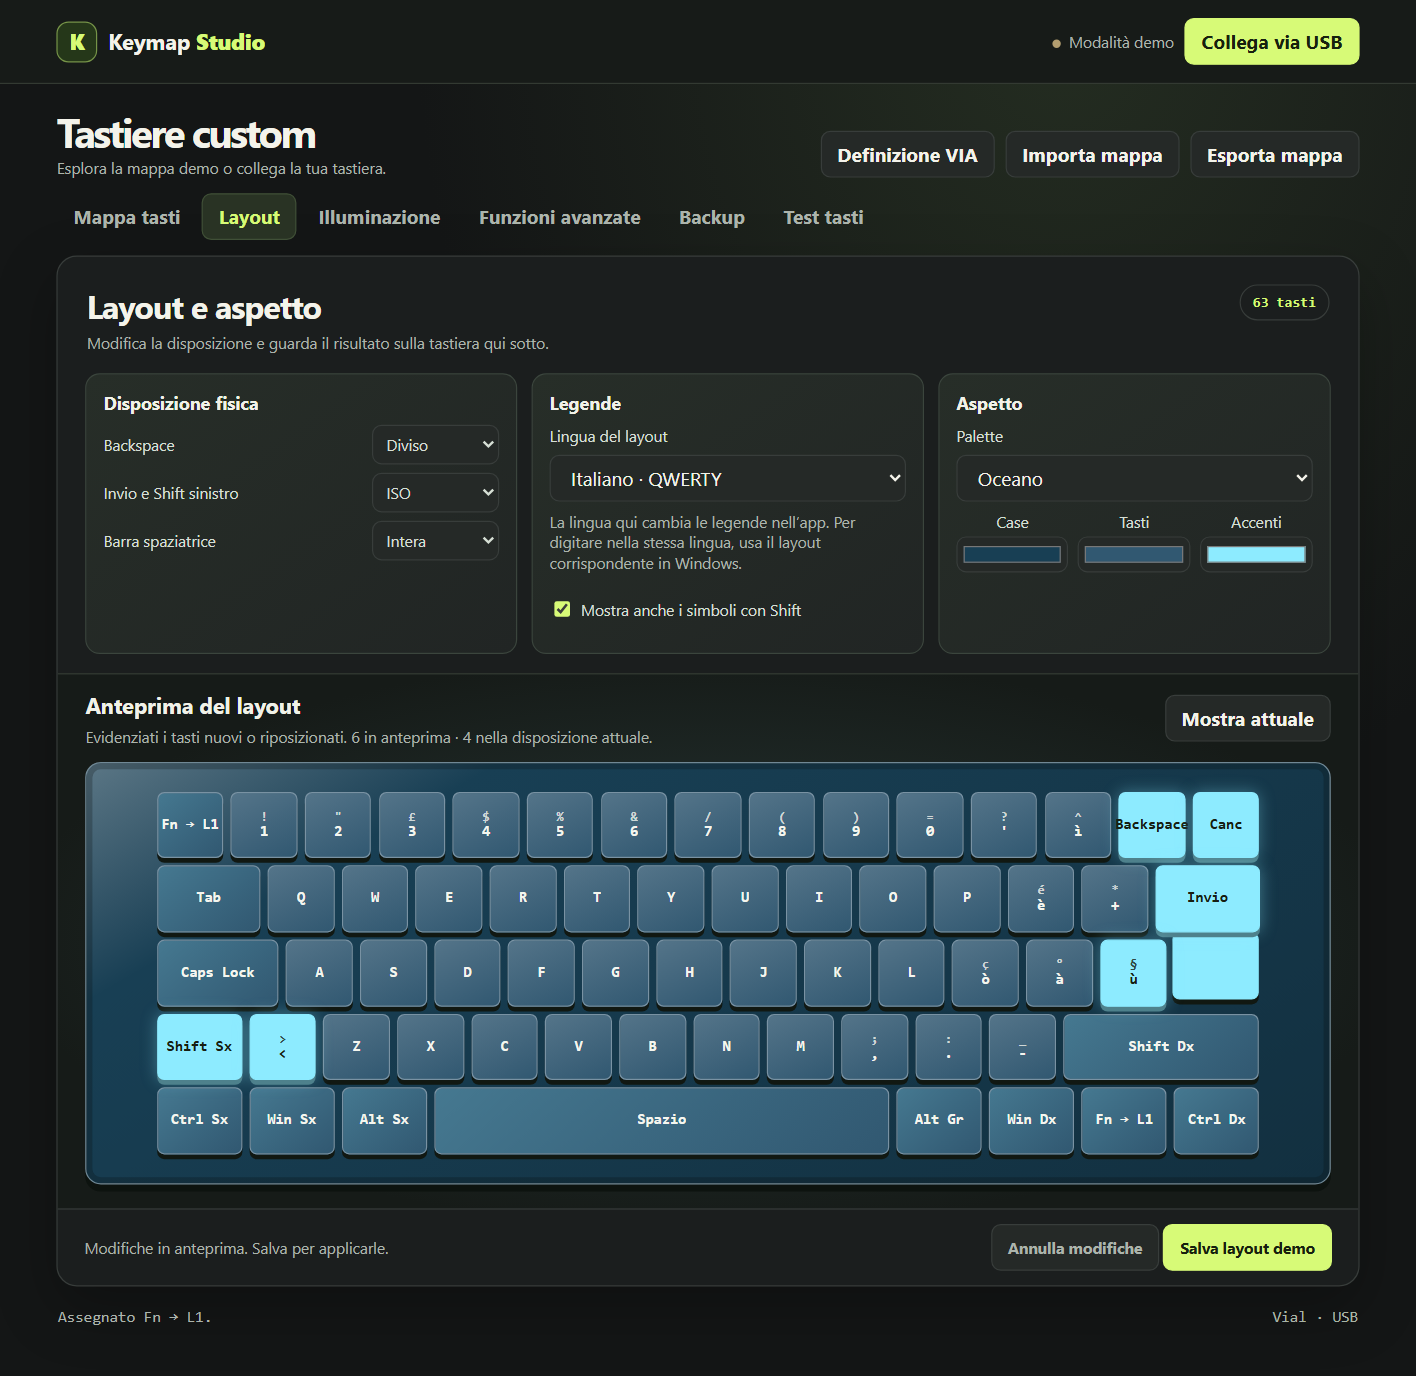 K Keymap Studio
Modalità demo
Collega via USB
Tastiere custom
Esplora la mappa demo o collega la tua tastiera.
Definizione VIA
Importa mappa
Esporta mappa
Mappa tasti
Layout
Illuminazione
Funzioni avanzate
Backup
Test tasti
Layout e aspetto
Modifica la disposizione e guarda il risultato sulla tastiera qui sotto.
63 tasti
Disposizione fisica
Backspace
Diviso
Invio e Shift sinistro
ISO
Barra spaziatrice
Intera
Legende
Lingua del layout
Italiano · QWERTY
La lingua qui cambia le legende nell'app. Per
digitare nella stessa lingua, usa il layout
corrispondente in Windows.
Mostra anche i simboli con Shift
Aspetto
Palette
Oceano
Case
Tasti
Accenti
Anteprima del layout
Evidenziati i tasti nuovi o riposizionati. 6 in anteprima · 4 nella disposizione attuale.
Mostra attuale
Fn → L1
! 1
" 2
£ 3
$ 4
% 5
& 6
/ 7
( 8
) 9
= 0
? '
^ ì
Backspace
Canc
Tab
Q
W
E
R
T
Y
U
I
O
P
é è
* +
Invio
Caps Lock
A
S
D
F
G
H
J
K
L
ç ò
° à
§ ù
Shift Sx
> <
Z
X
C
V
B
N
M
; ,
: .
_ -
Shift Dx
Ctrl Sx
Win Sx
Alt Sx
Spazio
Alt Gr
Win Dx
Fn → L1
Ctrl Dx
Modifiche in anteprima. Salva per applicarle.
Annulla modifiche
Salva layout demo
Assegnato Fn → L1.
Vial · USB